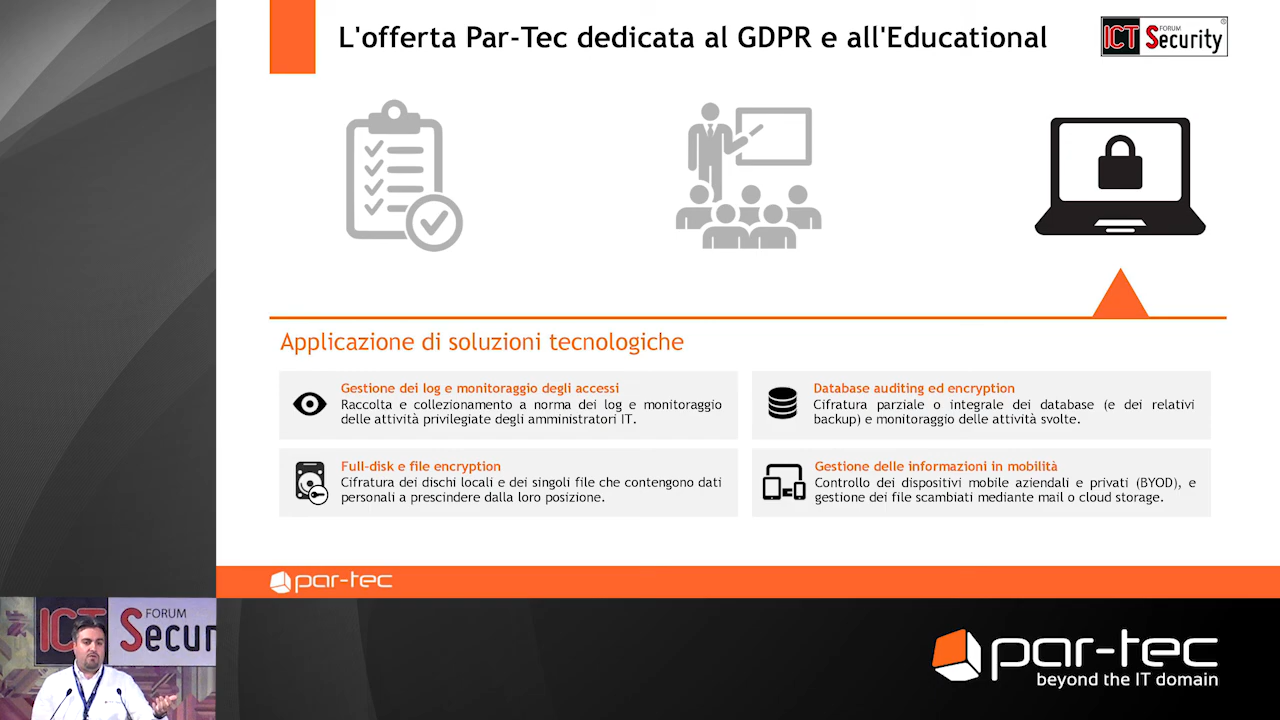 L'offerta Par-Tec dedicata al GDPR e all'Educational
ICT FORUM Security ®
Applicazione di soluzioni tecnologiche
Gestione dei log e monitoraggio degli accessi
Raccolta e collezionamento a norma dei log e monitoraggio
delle attività privilegiate degli amministratori IT.
Database auditing ed encryption
Cifratura parziale o integrale dei database (e dei relativi
backup) e monitoraggio delle attività svolte.
Full-disk e file encryption
Cifratura dei dischi locali e dei singoli file che contengono dati
personali a prescindere dalla loro posizione.
Gestione delle informazioni in mobilità
Controllo dei dispositivi mobile aziendali e privati (BYOD), e
gestione dei file scambiati mediante mail o cloud storage.
par-tec
ICT FORUM
Secur
par-tec
beyond the IT domain